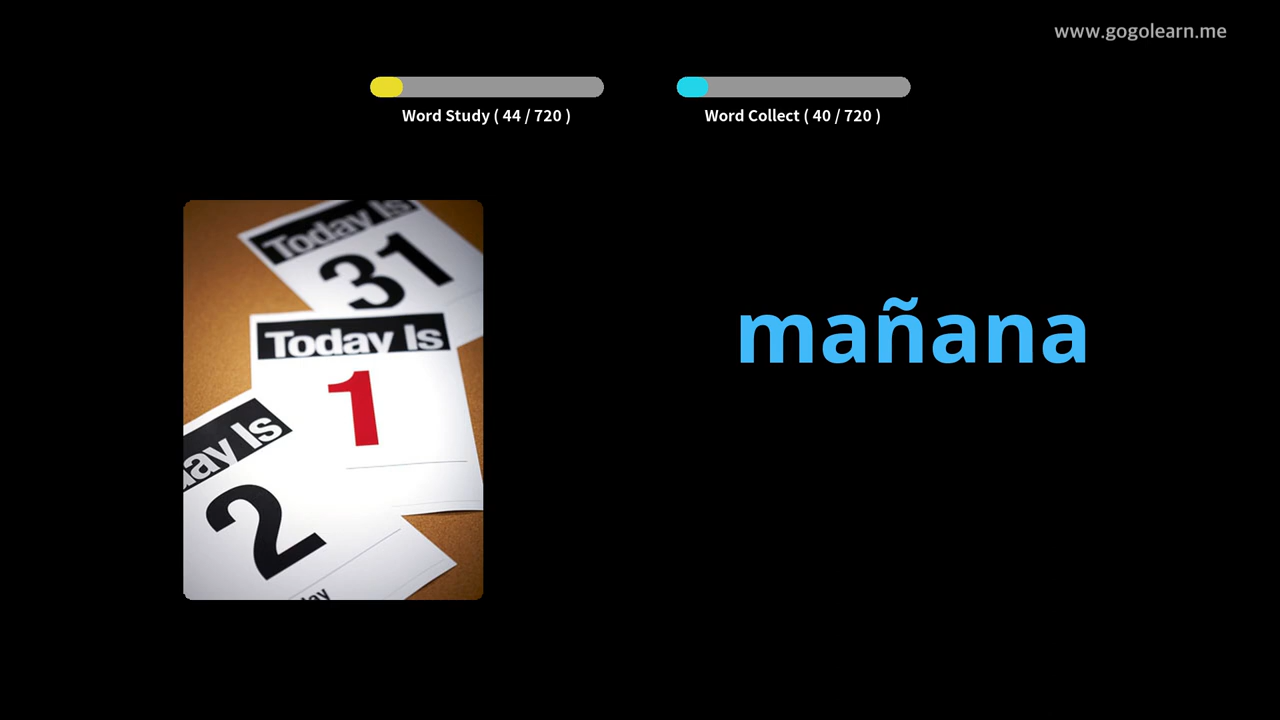 www.gogolearn.me
Word Study ( 44 / 720 )
Word Collect ( 40 / 720 )
Today Is
31
Today Is
1
mañana
ay Is
2